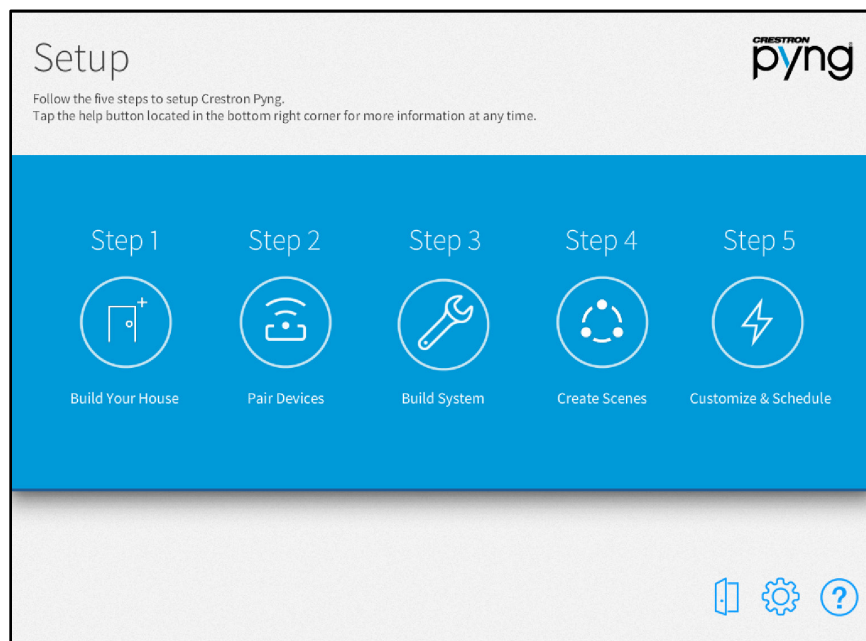 Setup
CRESTRON
pyng
Follow the five steps to setup Crestron Pyng.
Tap the help button located in the bottom right corner for more information at any time.
Step 1
Step 2
Step 3
Step 4
Step 5
Build Your House
Pair Devices
Build System
Create Scenes
Customize & Schedule
?